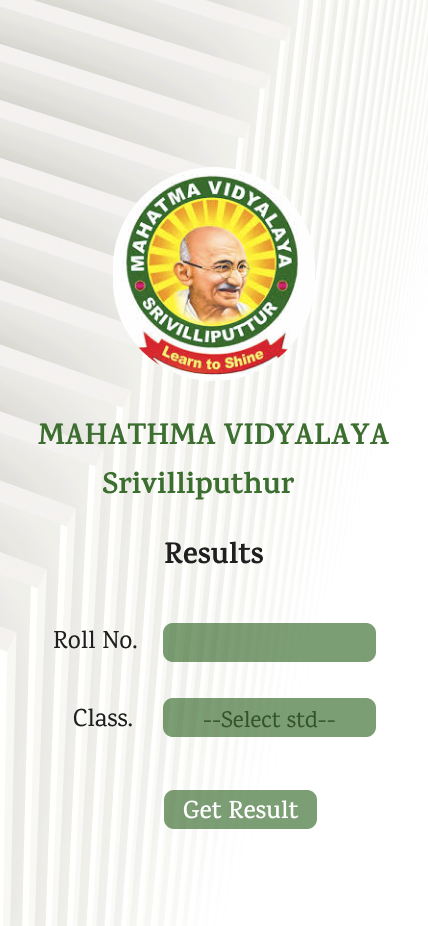 MAHATMA VIDYALAYA
SRIVILLIPUTTUR
Learn to Shine
MAHATHMA VIDYALAYA
Srivilliputhur
Results
Roll No.
Class. --Select std--
Get Result